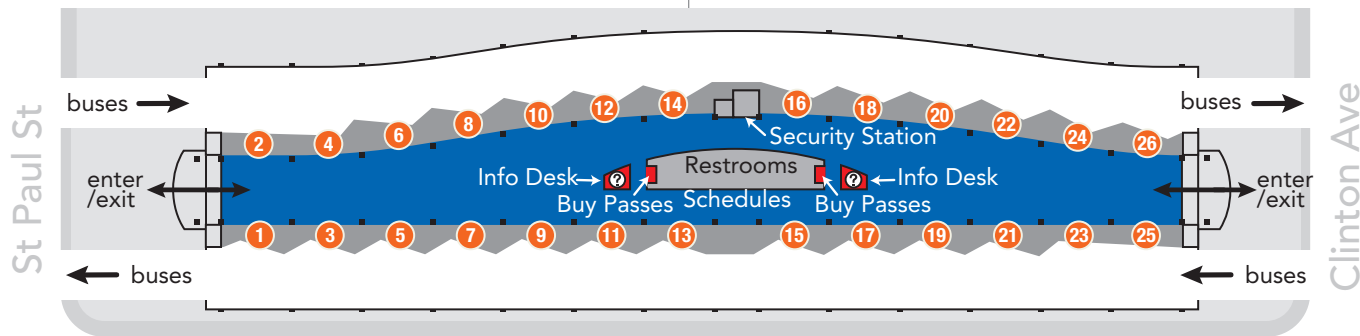 St Paul St
buses
buses
Clinton Ave
2
4
6
8
10
12
14
16
18
20
22
24
26
Security Station
enter
/exit
Info Desk
?
Restrooms
?
Info Desk
enter
/exit
Buy Passes
Schedules
Buy Passes
1
3
5
7
9
11
13
15
17
19
21
23
25
buses
buses